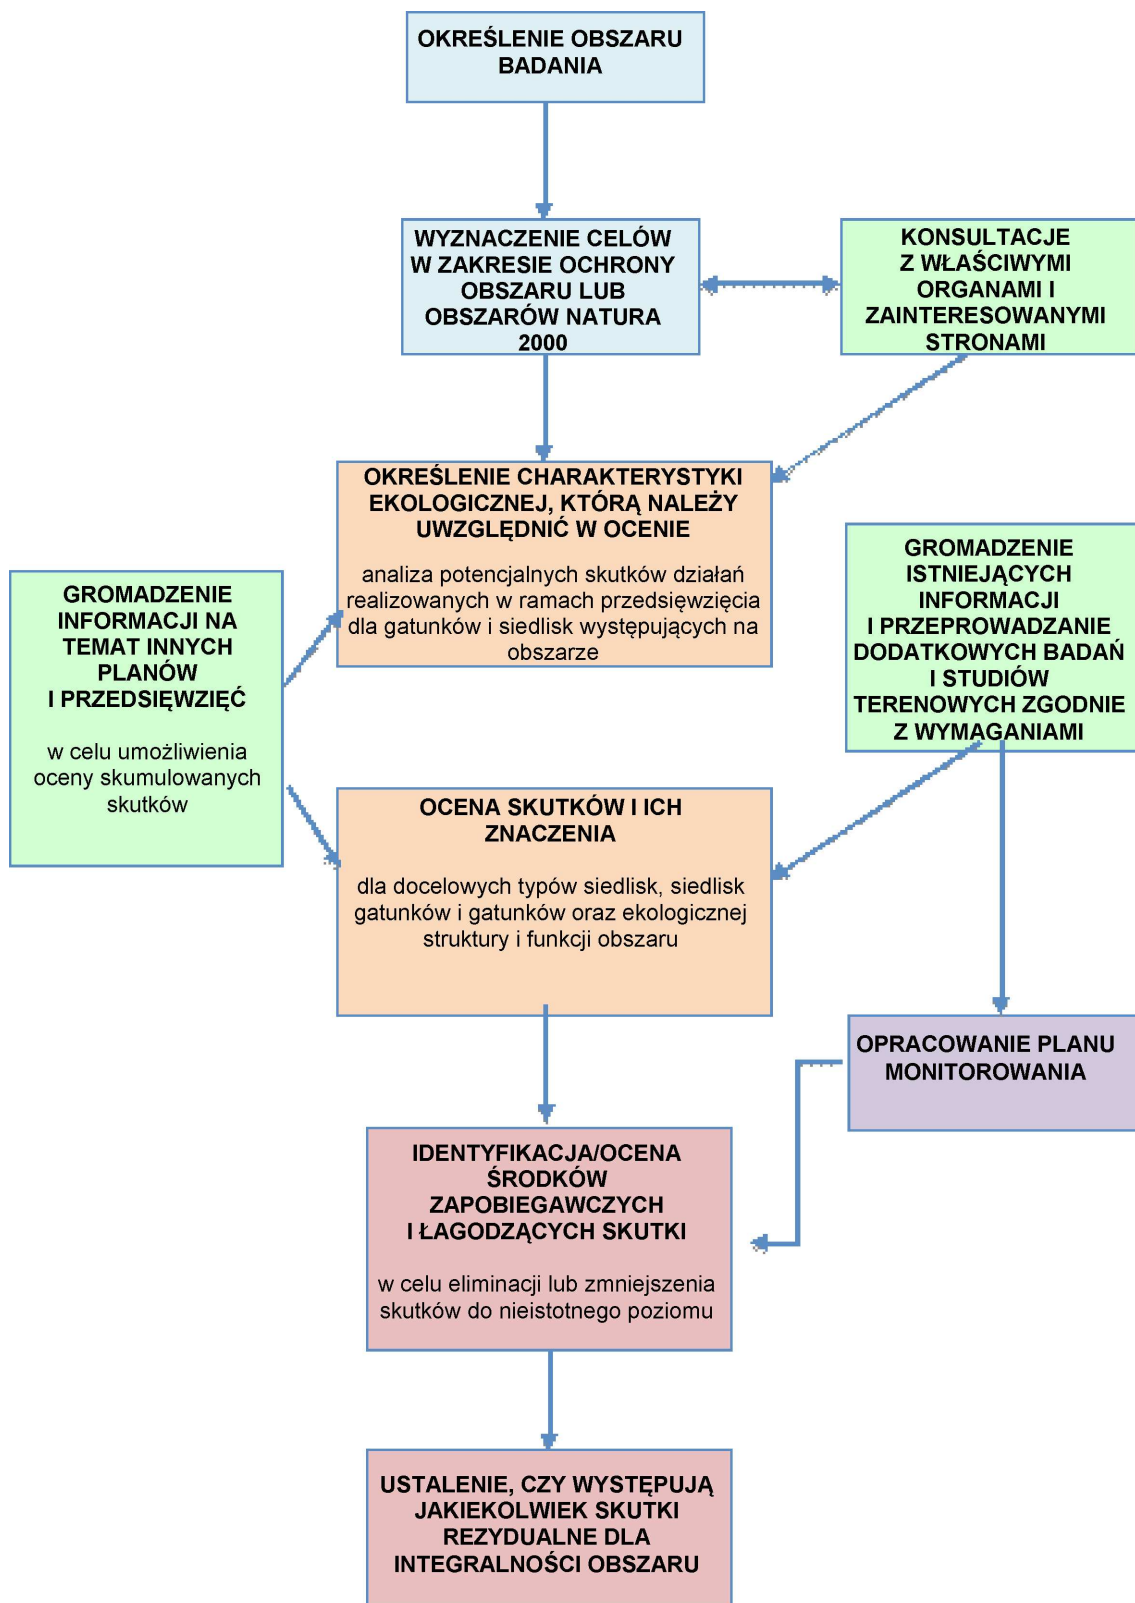 OKREŚLENIE OBSZARU
BADANIA
WYZNACZENIE CELÓW
W ZAKRESIE OCHRONY
OBSZARU LUB
OBSZARÓW NATURA
2000
KONSULTACJE
Z WŁAŚCIWYMI
ORGANAMI I
ZAINTERESOWANYMI
STRONAMI
OKREŚLENIE CHARAKTERYSTYKI
EKOLOGICZNEJ, KTÓRĄ NALEŻY
UWZGLĘDNIĆ W OCENIE
analiza potencjalnych skutków działań
realizowanych w ramach przedsięwzięcia
dla gatunków i siedlisk występujących na
obszarze
GROMADZENIE
INFORMACJI NA
TEMAT INNYCH
PLANÓW
I PRZEDSIĘWZIĘĆ
w celu umożliwienia
oceny skumulowanych
skutków
GROMADZENIE
ISTNIEJĄCYCH
INFORMACJI
I PRZEPROWADZANIE
DODATKOWYCH BADAŃ
I STUDIÓW
TERENOWYCH ZGODNIE
Z WYMAGANIAMI
OCENA SKUTKÓW I ICH
ZNACZENIA
dla docelowych typów siedlisk, siedlisk
gatunków i gatunków oraz ekologicznej
struktury i funkcji obszaru
OPRACOWANIE PLANU
MONITOROWANIA
IDENTYFIKACJA/OCENA
ŚRODKÓW
ZAPOBIEGAWCZYCH
I ŁAGODZĄCYCH SKUTKI
w celu eliminacji lub zmniejszenia
skutków do nieistotnego poziomu
USTALENIE, CZY WYSTĘPUJĄ
JAKIEKOLWIEK SKUTKI
REZYDUALNE DLA
INTEGRALNOŚCI OBSZARU